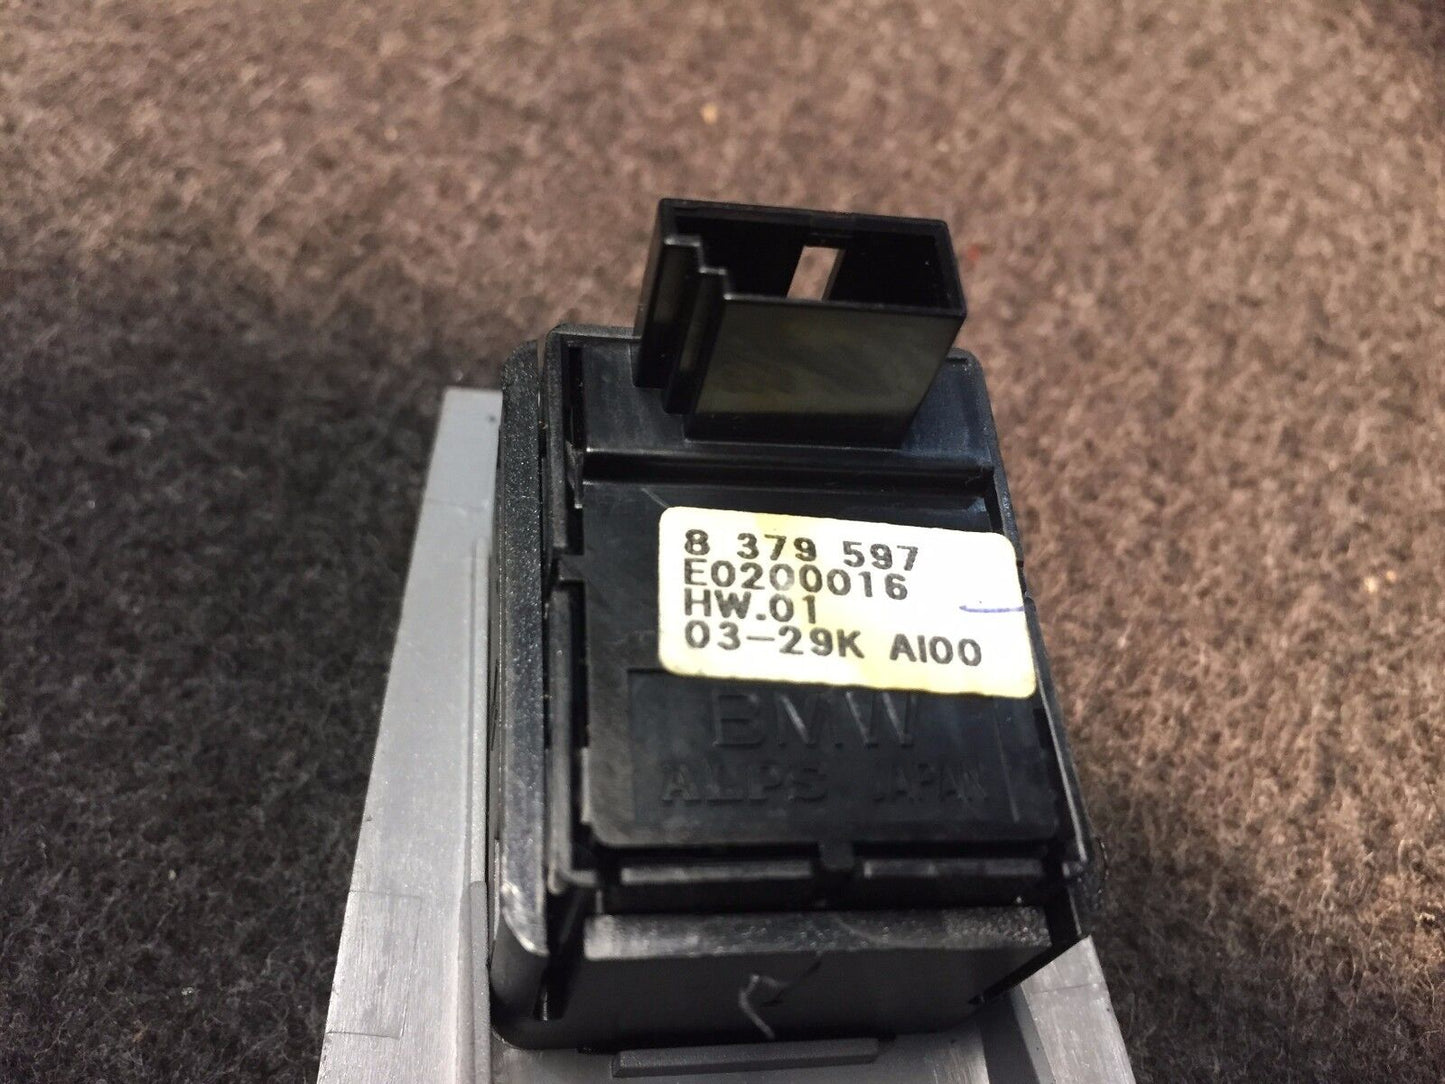 8 379 597
E0200016
HW.01
03-29K AI00
BMW
ALPS JAPAN